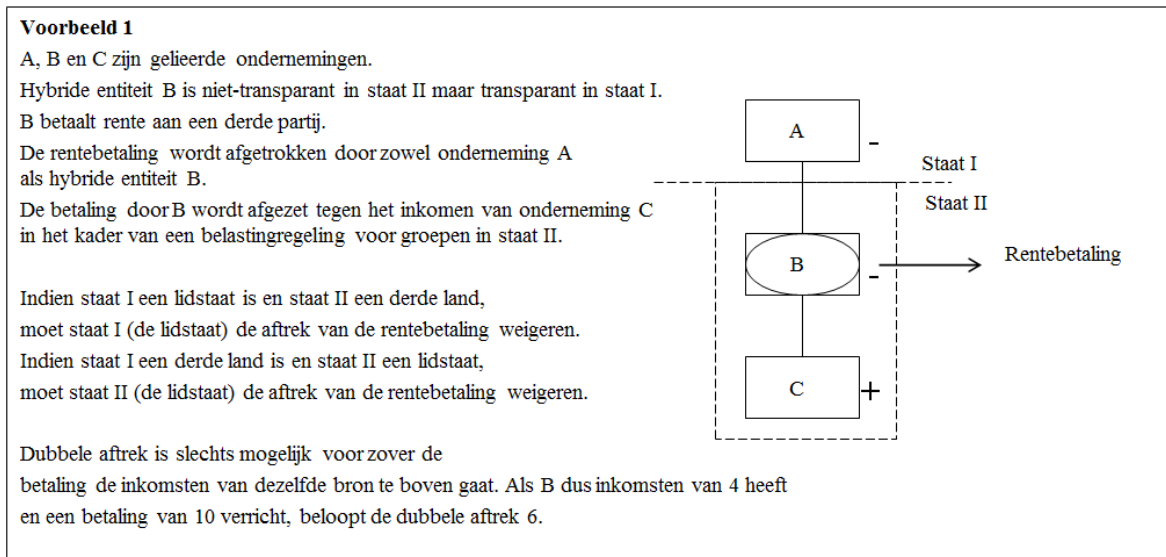 Voorbeeld 1
A, B en C zijn gelieerde ondernemingen.
Hybride entiteit B is niet-transparant in staat II maar transparant in staat I.
B betaalt rente aan een derde partij.
De rentebetaling wordt afgetrokken door zowel onderneming A
als hybride entiteit B.
De betaling door B wordt afgezet tegen het inkomen van onderneming C
in het kader van een belastingregeling voor groepen in staat II.
Indien staat I een lidstaat is en staat II een derde land,
moet staat I (de lidstaat) de aftrek van de rentebetaling weigeren.
Indien staat I een derde land is en staat II een lidstaat,
moet staat II (de lidstaat) de aftrek van de rentebetaling weigeren.
Dubbele aftrek is slechts mogelijk voor zover de
betaling de inkomsten van dezelfde bron te boven gaat. Als B dus inkomsten van 4 heeft
en een betaling van 10 verricht, beloopt de dubbele aftrek 6.
A
-
Staat I
Staat II
B
-
Rentebetaling
C
+